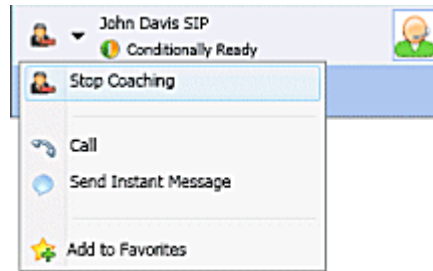 John Davis SIP
Conditionally Ready
Stop Coaching
Call
Send Instant Message
Add to Favorites